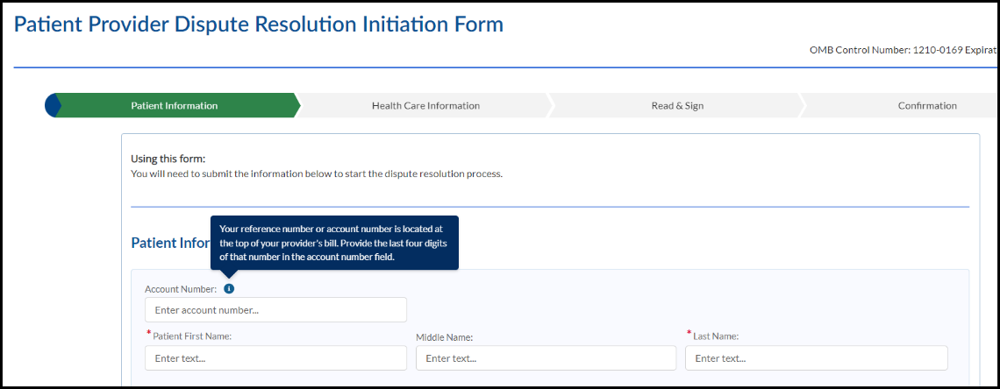 Patient Provider Dispute Resolution Initiation Form
OMB Control Number: 1210-0169 Expirat
Patient Information
Health Care Information
Read & Sign
Confirmation
Using this form:
You will need to submit the information below to start the dispute resolution process.
Your reference number or account number is located at
the top of your provider's bill. Provide the last four digits
of that number in the account number field.
Patient Infor
Account Number:
Enter account number...
* Patient First Name:
Middle Name:
* Last Name:
Enter text...
Enter text...
Enter text...